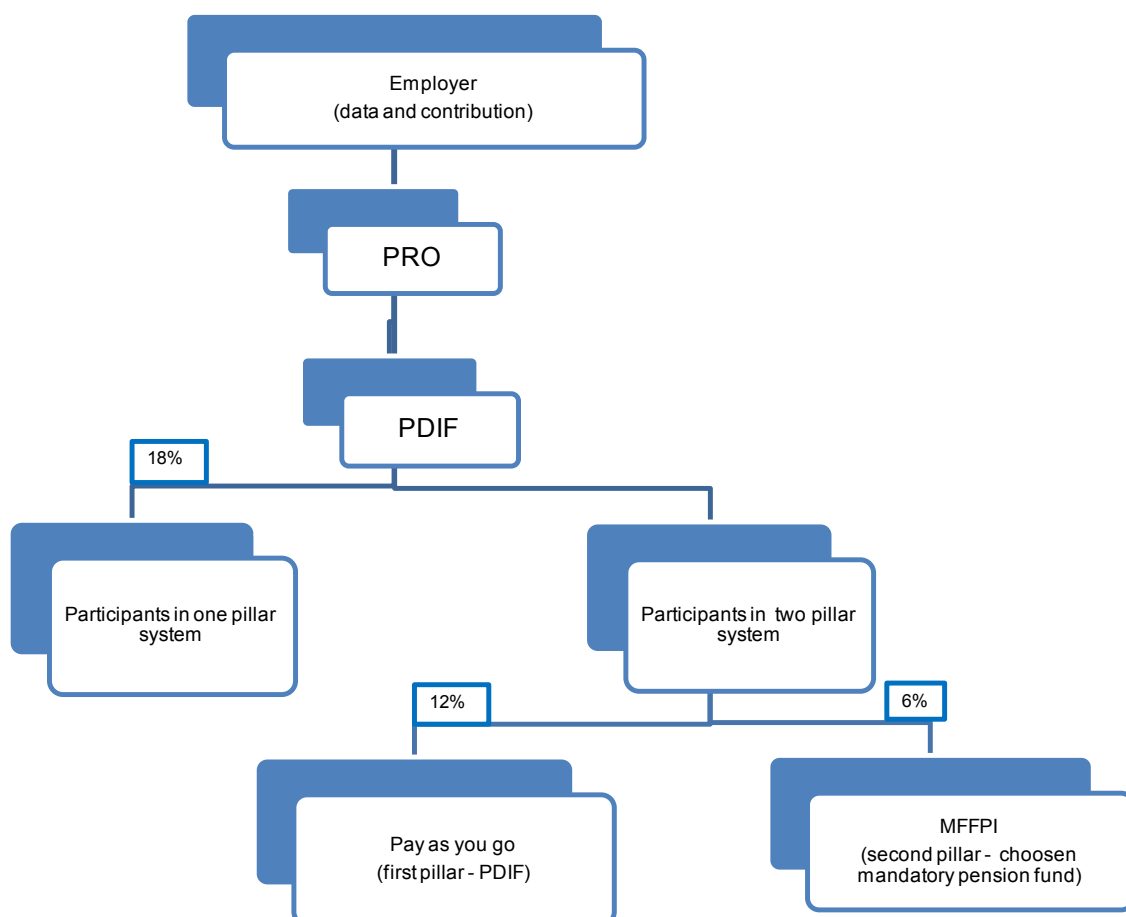 Employer
(data and contribution)
PRO
PDIF
18%
Participants in one pillar
system
Participants in two pillar
system
12%
6%
Pay as you go
(first pillar - PDIF)
MFFPI
(second pillar - choosen
mandatory pension fund)